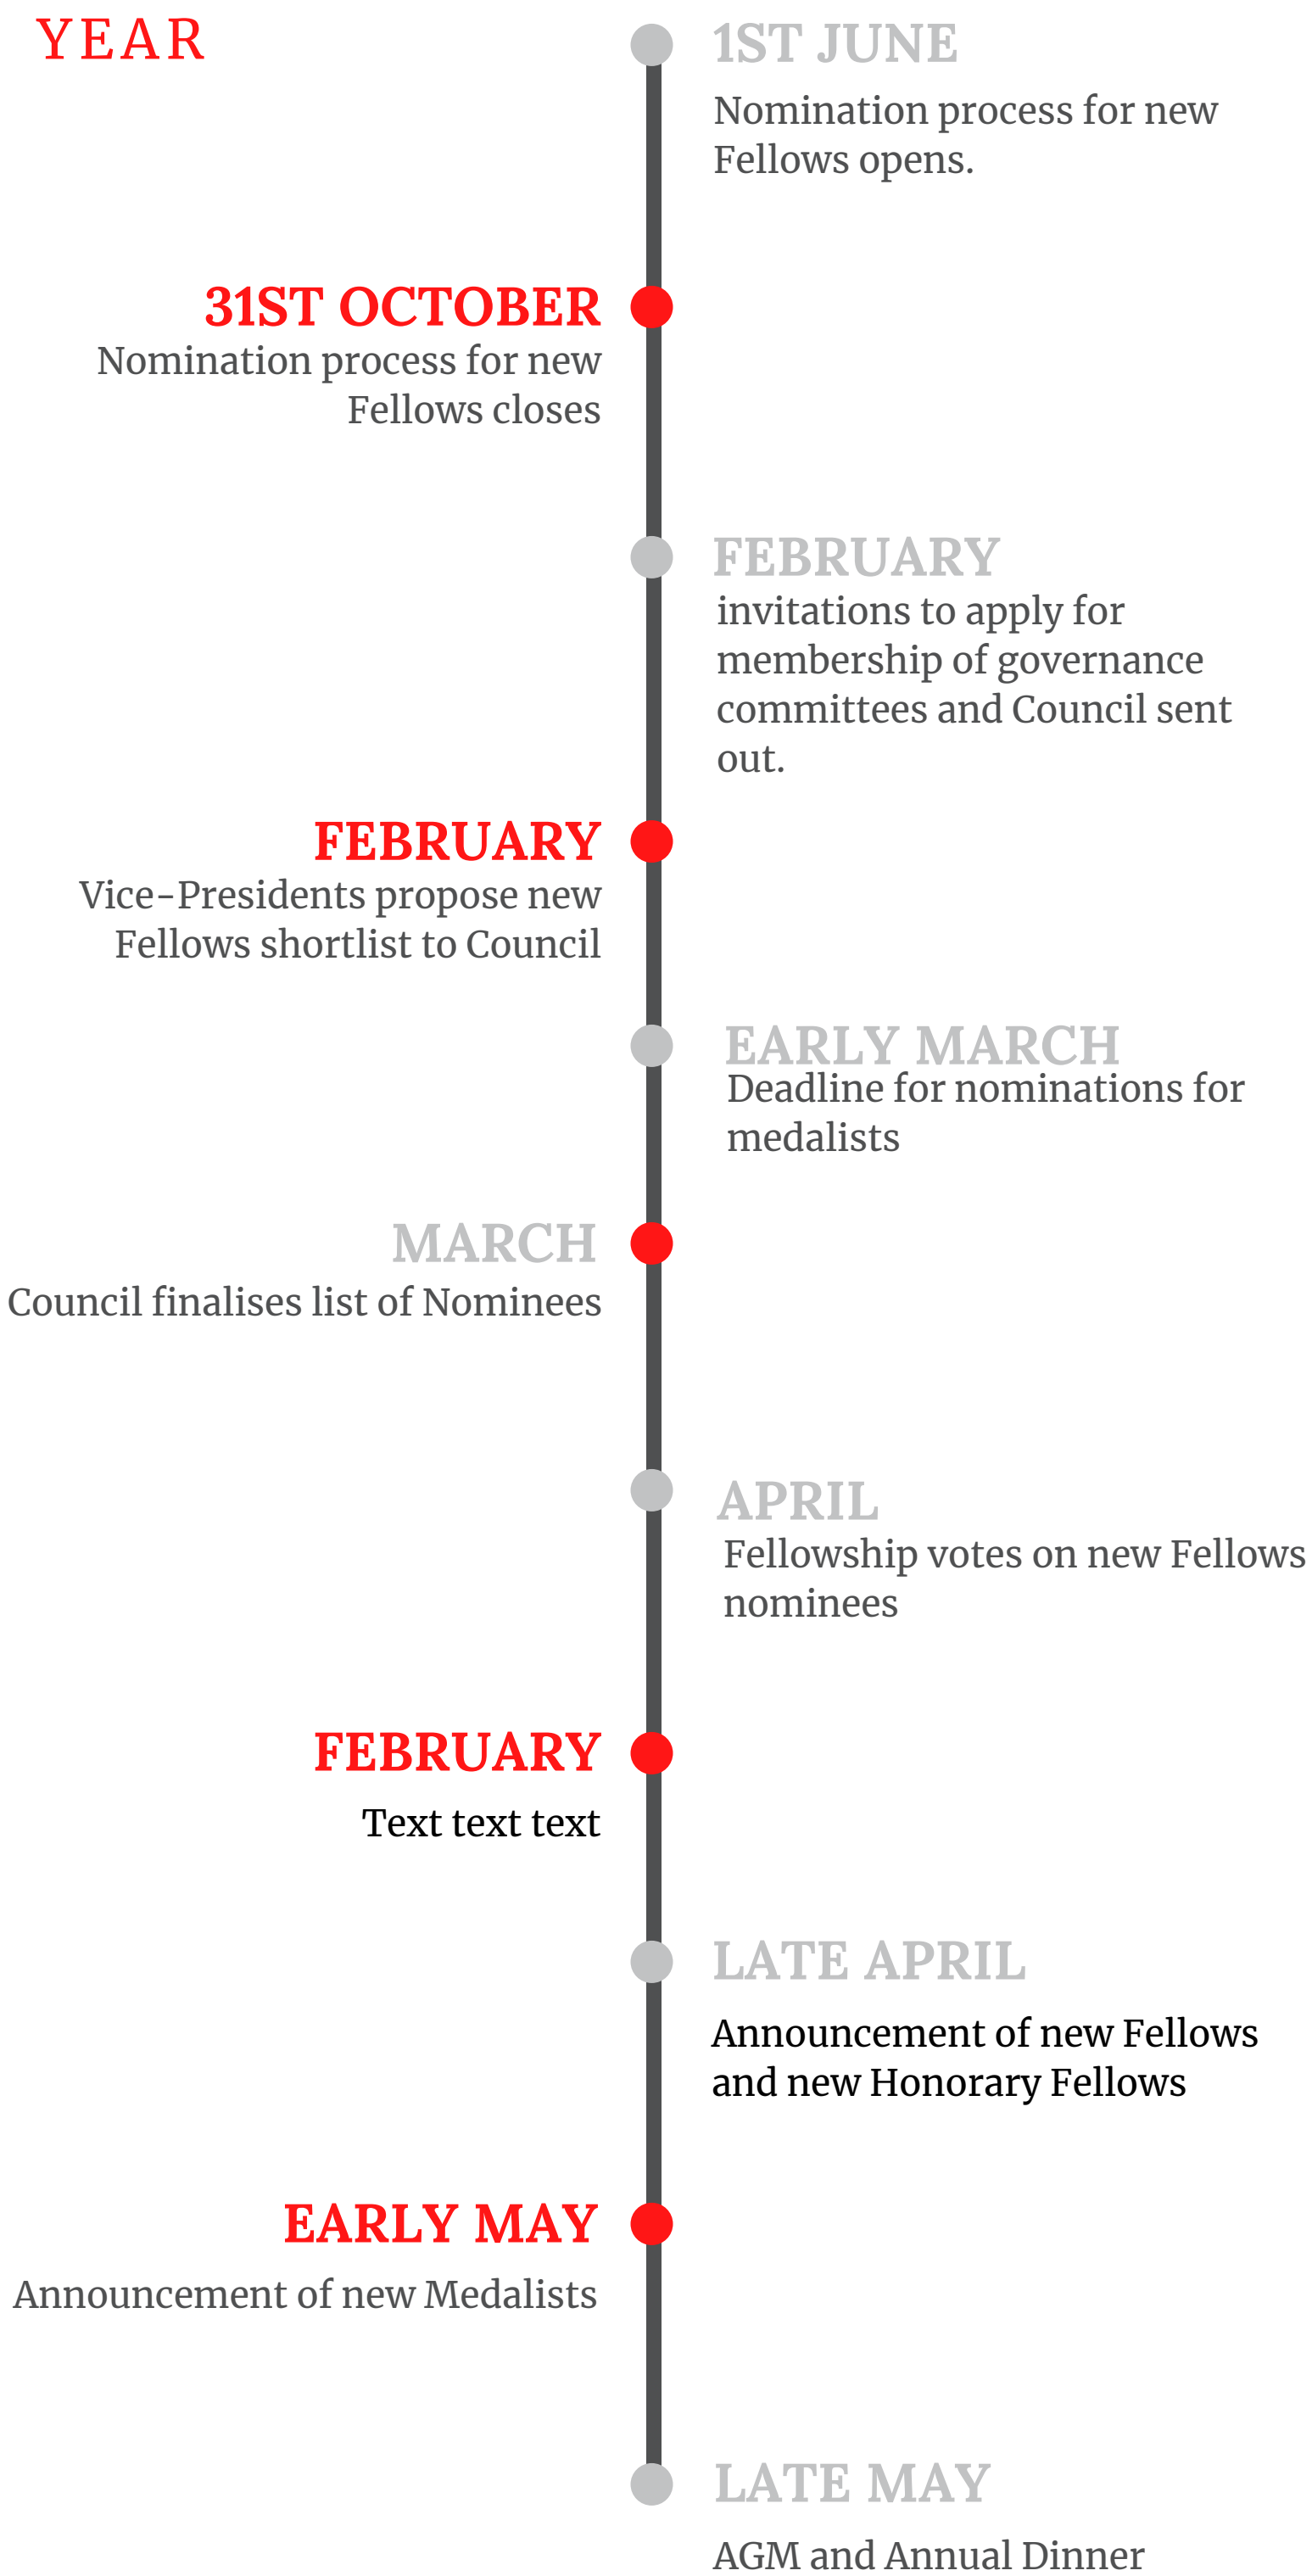 YEAR
1ST JUNE
Nomination process for new
Fellows opens.
31ST OCTOBER
Nomination process for new
Fellows closes
FEBRUARY
invitations to apply for
membership of governance
committees and Council sent
out.
FEBRUARY
Vice-Presidents propose new
Fellows shortlist to Council
EARLY MARCH
Deadline for nominations for
medalists
MARCH
Council finalises list of Nominees
APRIL
Fellowship votes on new Fellows
nominees
FEBRUARY
Text text text
LATE APRIL
Announcement of new Fellows
and new Honorary Fellows
EARLY MAY
Announcement of new Medalists
LATE MAY
AGM and Annual Dinner